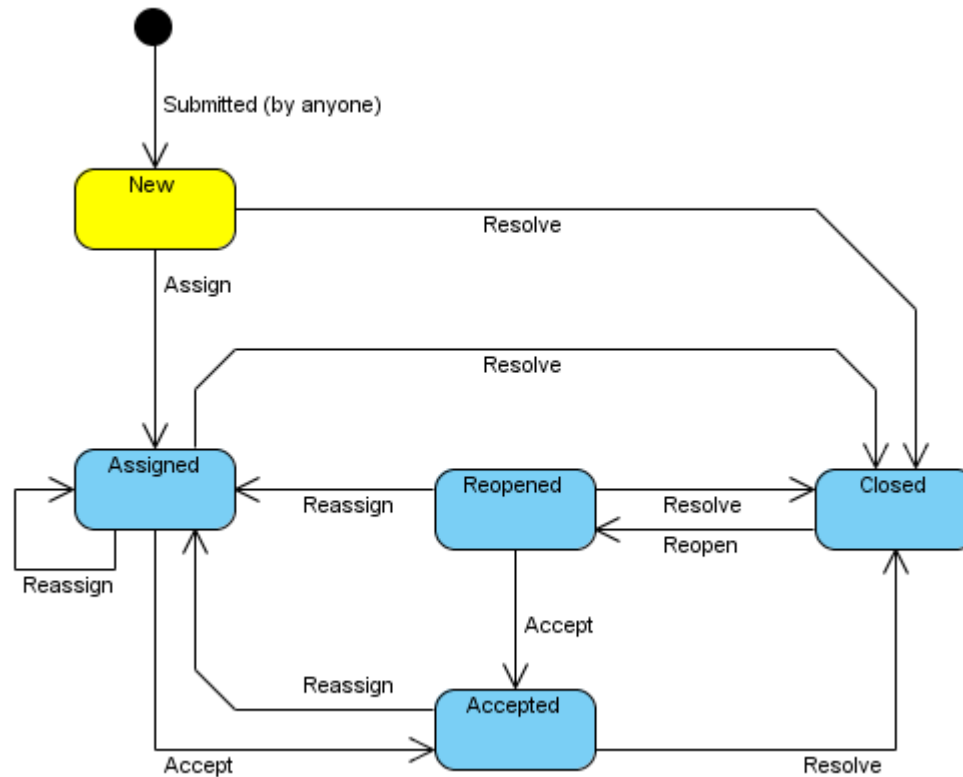 Submitted (by anyone)
New
Resolve
Assign
Resolve
Assigned
Reopened
Closed
Reassign
Resolve
Reopen
Reassign
Accept
Reassign
Accepted
Accept
Resolve